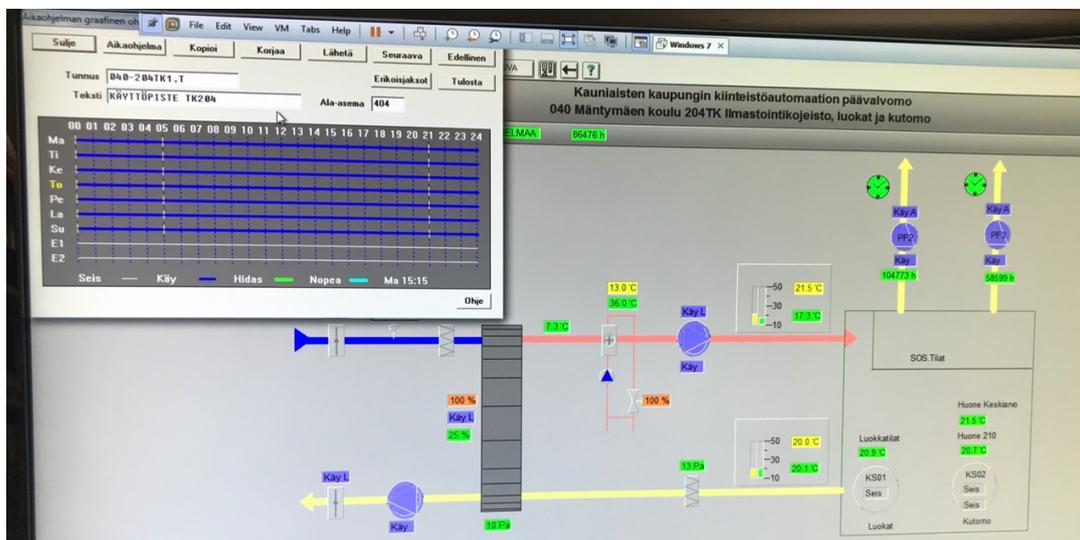 Aikaohjelman graafinen oh
File Edit View VM Tabs Help
Windows 7
Sulje Aikaohjelma Kopioi Korjaa Lähetä Seuraava Edellinen
Erikoisjaksot Tulosta
Tunnus 040-204TK1.T
Teksti KÄYTTÖPISTE TK204 Ala-asema 404
00 01 02 03 04 05 06 07 08 09 10 11 12 13 14 15 16 17 18 19 20 21 22 23 24
Ma
Ti
Ke
To
Pe
La
Su
E1
E2
Seis Käy Hidas Nopea Ma 15:15
Ohje
UVA ?
Kauniaisten kaupungin kiinteistöautomaation päävalvomo
040 Mäntymäen koulu 204TK Ilmastointikojeisto, luokat ja kutomo
ELMAA 86476 h
Käy A Käy A
PF2 PF1
Käy Käy
104773 h 58599 h
13.0 °C
36.0 °C
7.3 °C
Käy L
Käy
50 21.5 °C
30
10 17.3 °C
SOS.Tilat
100 %
Käy L
25 %
100 %
Huone Keskiano
21.5 °C
Huone 210
20.7 °C
Luokkatilat
20.9 °C
50 20.0 °C
30
10 20.1 °C
13 Pa
KS01
Seis
KS02
Seis
Seis
Luokat Kutomo
Käy L
Käy
10 Pa